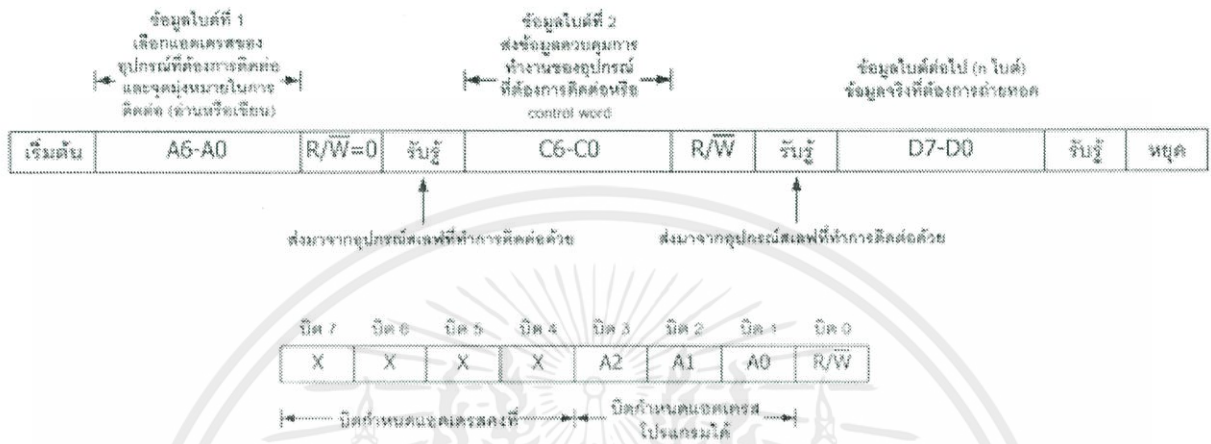 ข้อมูลไบต์ที่ 1
เลือกแอดเดรสของ
อุปกรณ์ที่ต้องการติดต่อ
และจุดมุ่งหมายในการ
ติดต่อ (อ่านหรือเขียน)
ข้อมูลไบต์ที่ 2
ส่งข้อมูลควบคุมการ
ทำงานของอุปกรณ์
ที่ต้องการติดต่อหรือ
control word
ข้อมูลไบต์ต่อไป (n ไบต์)
ข้อมูลจริงที่ต้องการถ่ายทอด
เริ่มต้น A6-A0 R/W̅=0 รับรู้ C6-C0 R/W̅ รับรู้ D7-D0 รับรู้ หยุด
ส่งมาจากอุปกรณ์สเลฟที่ทำการติดต่อด้วย ส่งมาจากอุปกรณ์สเลฟที่ทำการติดต่อด้วย
บิต 7 บิต 6 บิต 5 บิต 4 บิต 3 บิต 2 บิต 1 บิต 0
X X X X A2 A1 A0 R/W̅
บิตกำหนดแอดเดรสคงที่
บิตกำหนดแอดเดรส
โปรแกรมได้